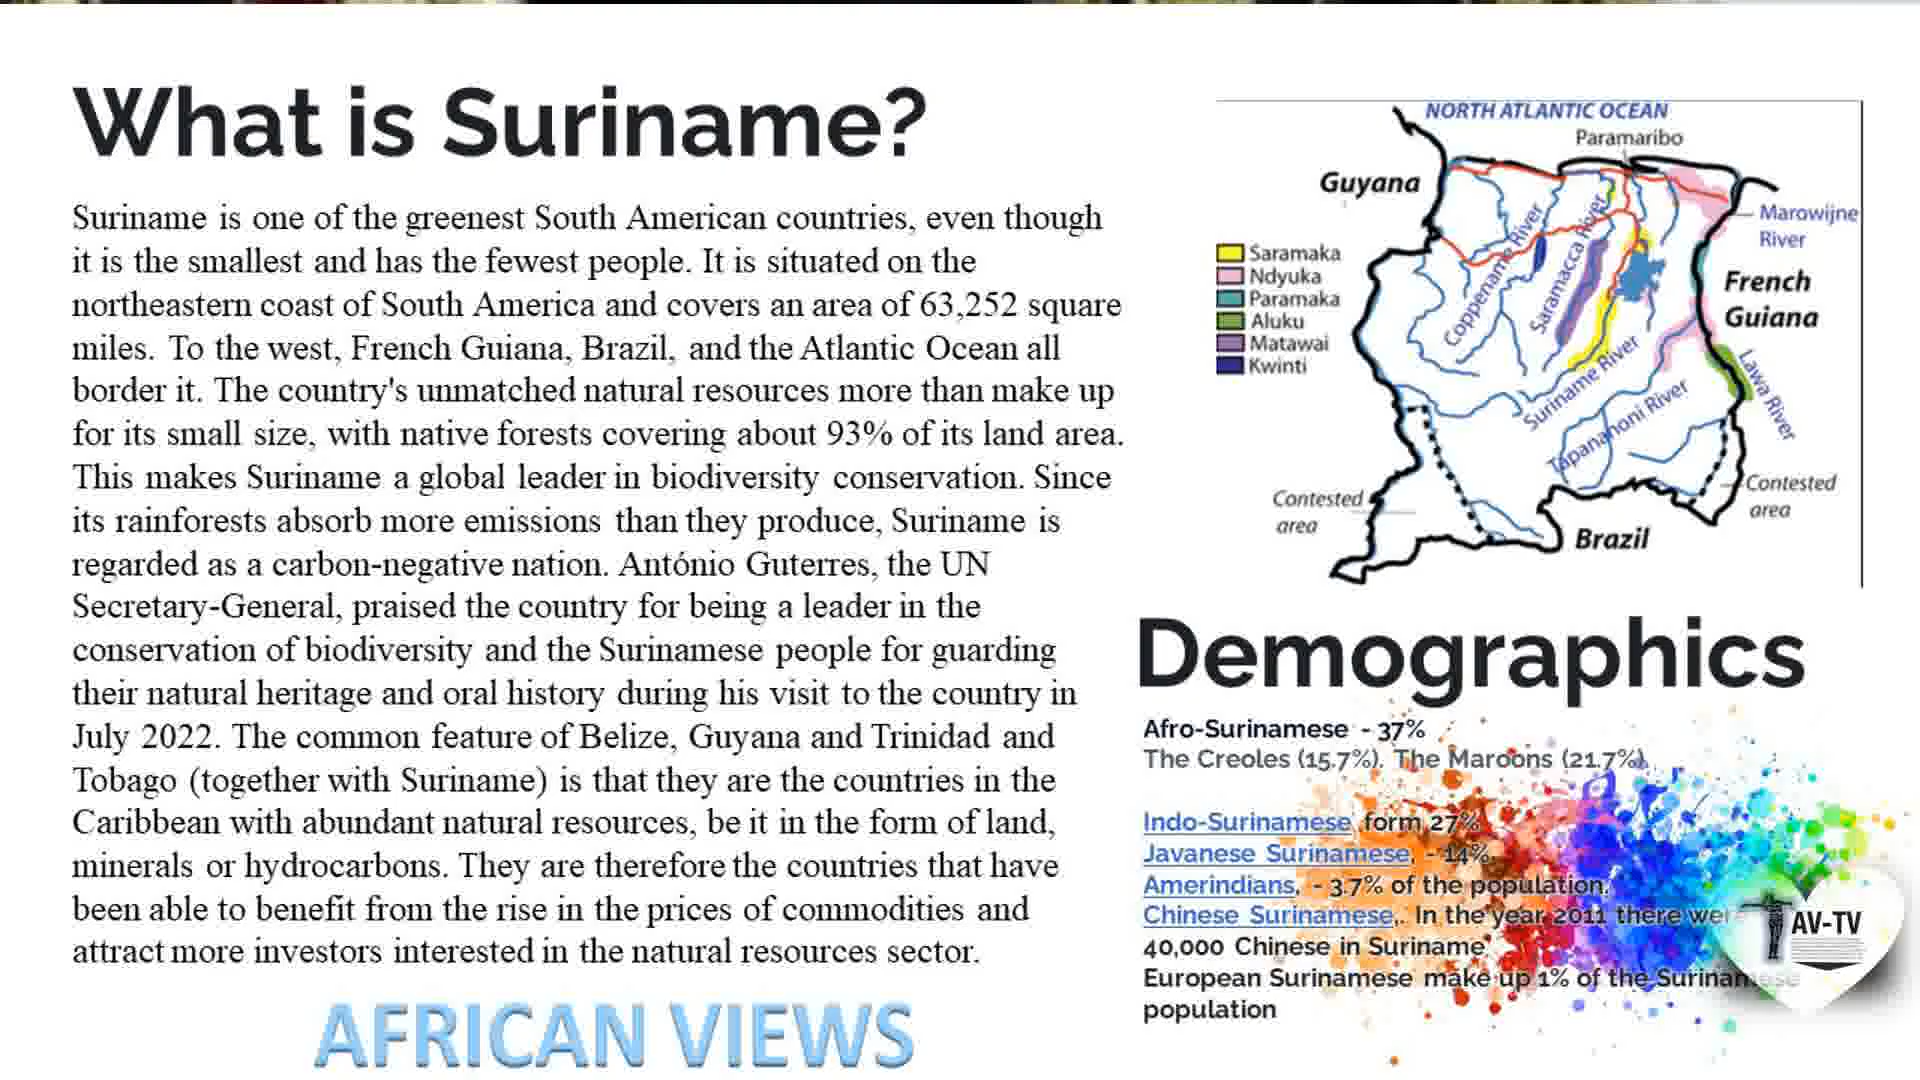 What is Suriname?
Suriname is one of the greenest South American countries, even though
it is the smallest and has the fewest people. It is situated on the
northeastern coast of South America and covers an area of 63,252 square
miles. To the west, French Guiana, Brazil, and the Atlantic Ocean all
border it. The country's unmatched natural resources more than make up
for its small size, with native forests covering about 93% of its land area.
This makes Suriname a global leader in biodiversity conservation. Since
its rainforests absorb more emissions than they produce, Suriname is
regarded as a carbon-negative nation. António Guterres, the UN
Secretary-General, praised the country for being a leader in the
conservation of biodiversity and the Surinamese people for guarding
their natural heritage and oral history during his visit to the country in
July 2022. The common feature of Belize, Guyana and Trinidad and
Tobago (together with Suriname) is that they are the countries in the
Caribbean with abundant natural resources, be it in the form of land,
minerals or hydrocarbons. They are therefore the countries that have
been able to benefit from the rise in the prices of commodities and
attract more investors interested in the natural resources sector.
AFRICAN VIEWS
NORTH ATLANTIC OCEAN
Paramaribo
Guyana
Marowijne
River
Saramaka
Ndyuka
Paramaka
Aluku
Matawai
Kwinti
Coppename River
Saramacca River
French
Guiana
Suriname River
Tapanahoni River
Lawa River
Contested
area
Contested
area
Brazil
Demographics
Afro-Surinamese - 37%
The Creoles (15.7%). The Maroons (21.7%).
Indo-Surinamese form 27%
Javanese Surinamese, - 14%
Amerindians, - 3.7% of the population.
Chinese Surinamese,. In the year 2011 there were
40,000 Chinese in Suriname
European Surinamese make up 1% of the Surinamese
population
AV-TV